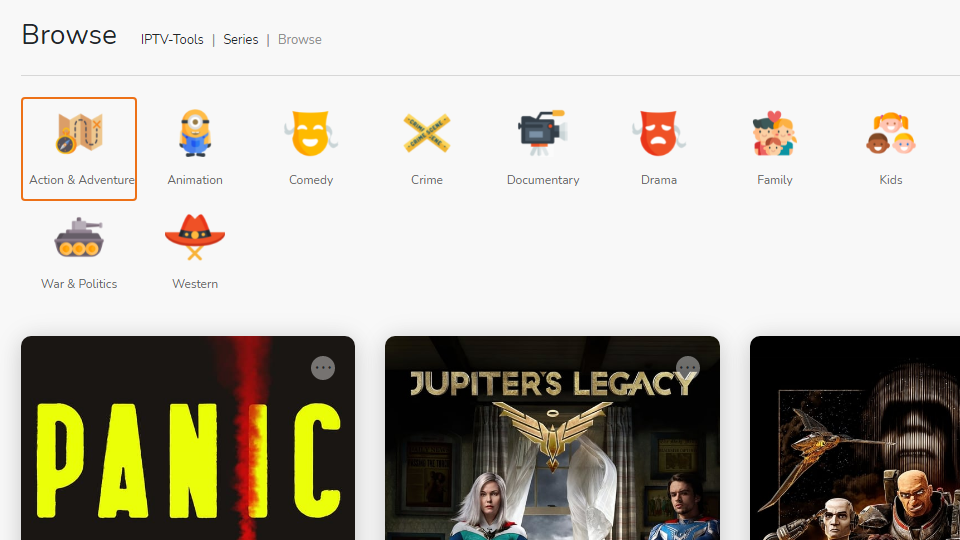 Browse IPTV-Tools | Series | Browse
Action & Adventure Animation Comedy Crime Documentary Drama Family Kids
War & Politics Western
PANIC
JUPITER'S LEGACY